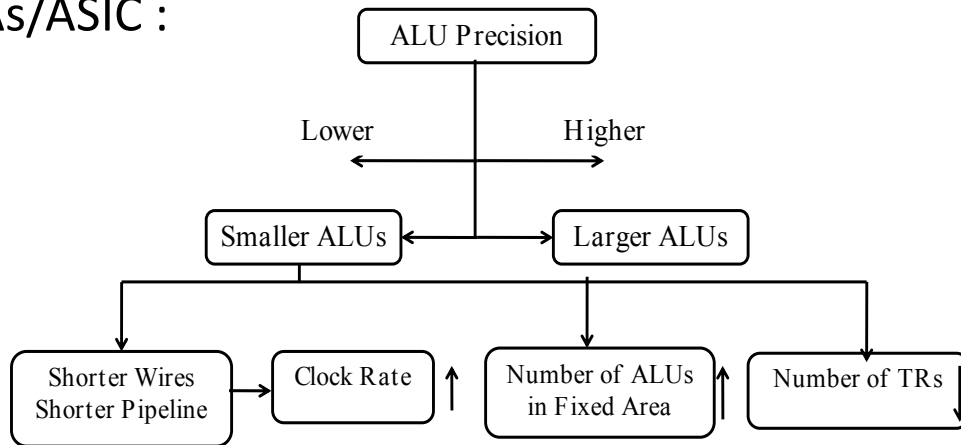 As/ASIC :
ALU Precision
Lower
Higher
Smaller ALUs
Larger ALUs
Shorter Wires
Shorter Pipeline
Clock Rate
Number of ALUs
in Fixed Area
Number of TRs